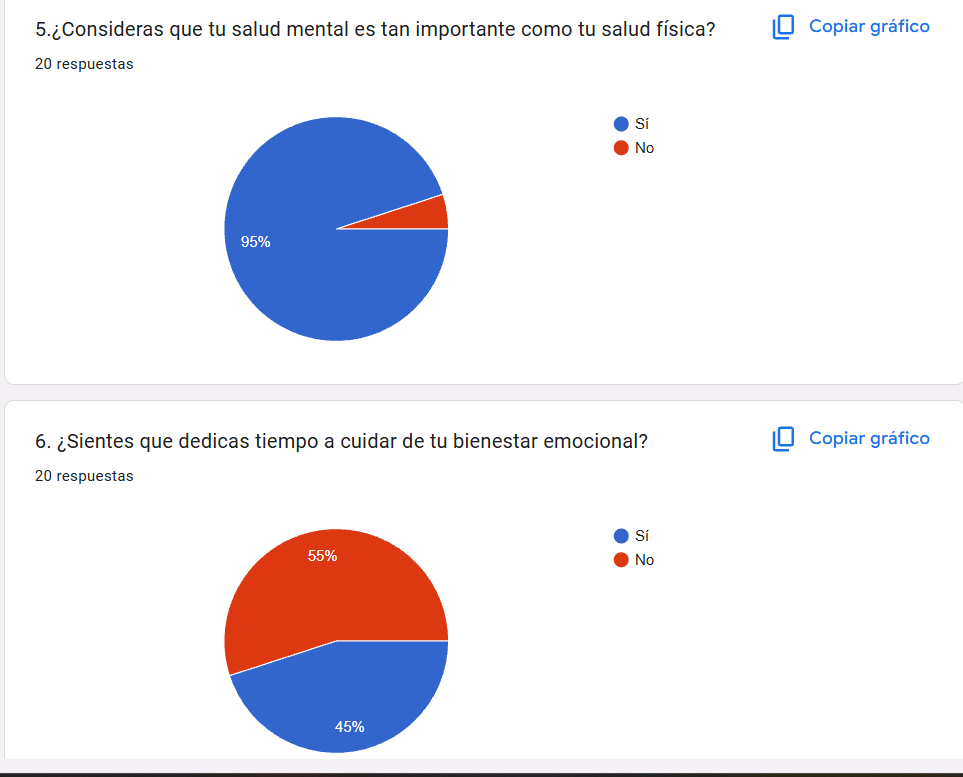 5.¿Consideras que tu salud mental es tan importante como tu salud física?
Copiar gráfico
20 respuestas
Sí
No
95%
6. ¿Sientes que dedicas tiempo a cuidar de tu bienestar emocional?
Copiar gráfico
20 respuestas
Sí
No
55%
45%